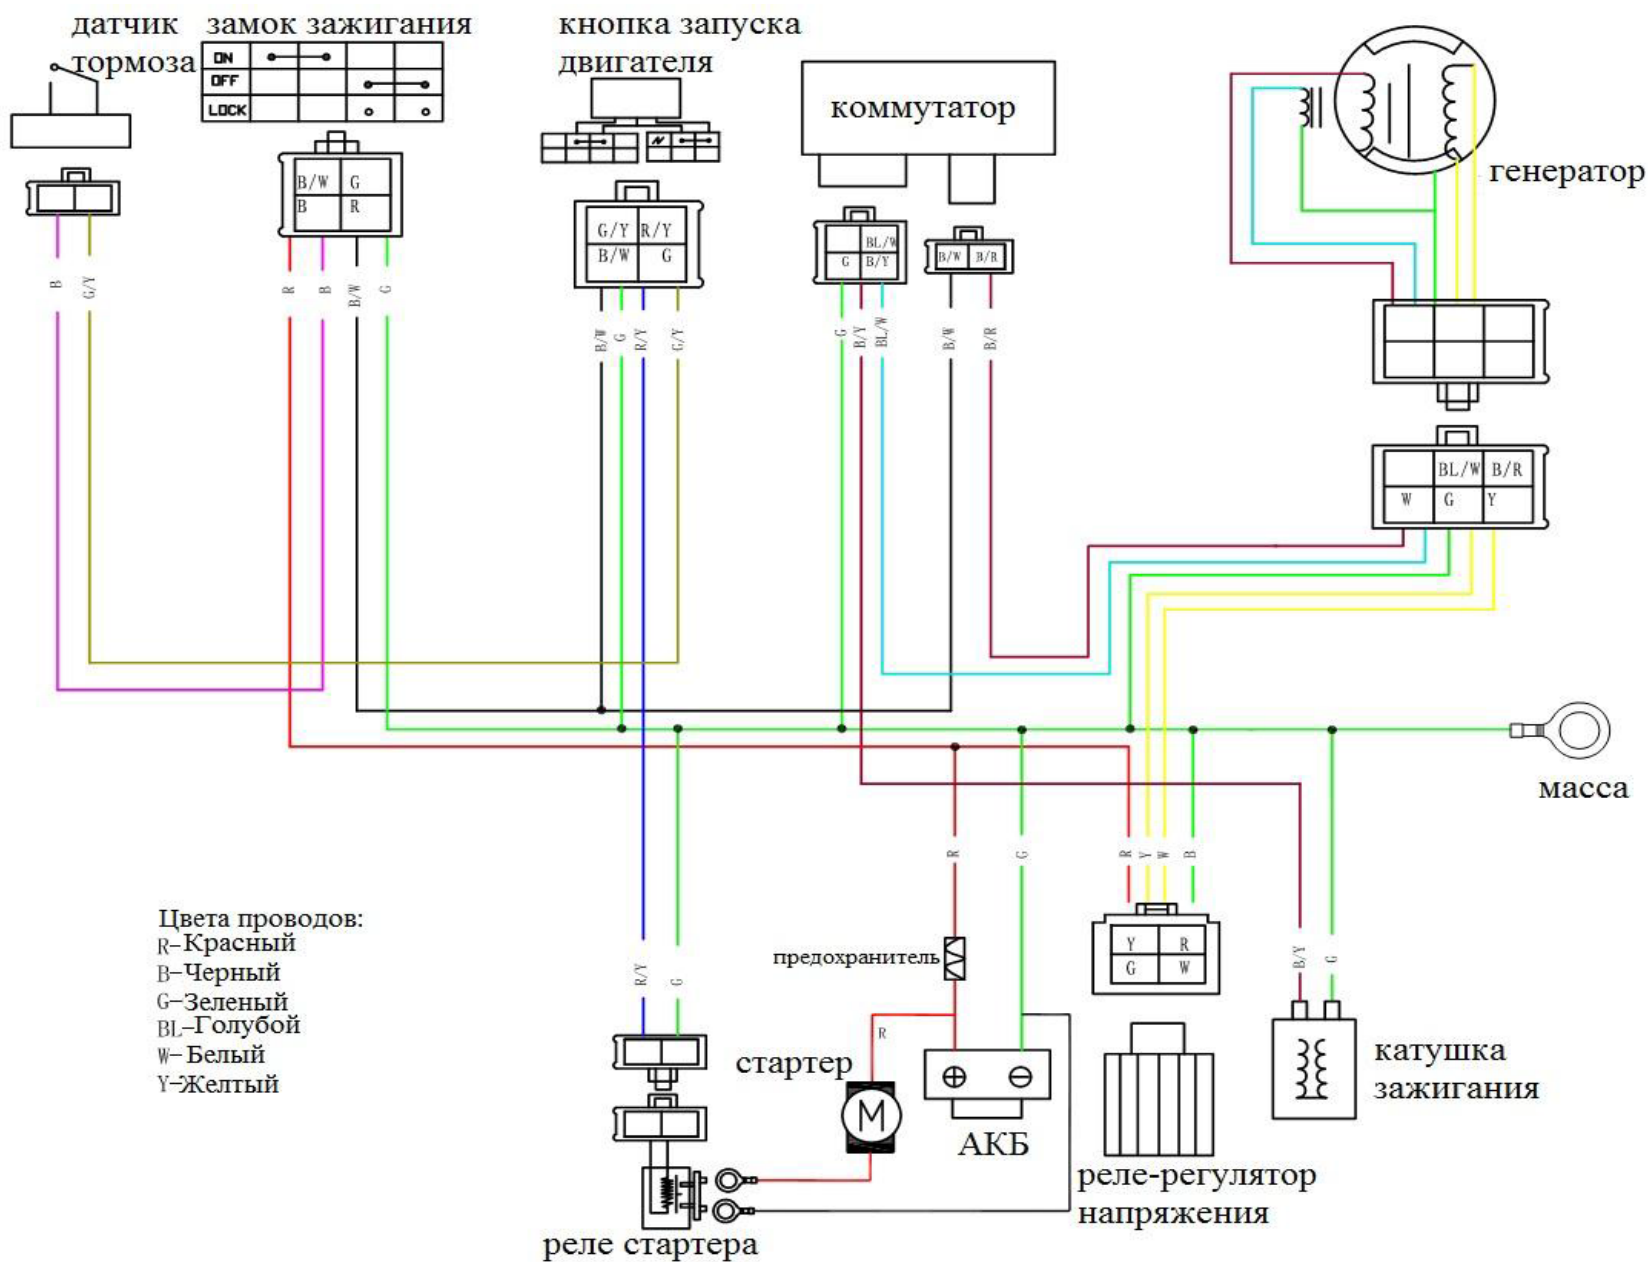 датчик
тормоза
замок зажигания
ON
OFF
LOCK
кнопка запуска
двигателя
N
коммутатор
генератор
B/W G
B R
G/Y R/Y
B/W G
BL/W
G B/Y
B/W B/R
B
G/Y
R
B
B/W
G
B/W
G
R/Y
G/Y
G
B/Y
BL/W
B/W
B/R
BL/W B/R
W G Y
масса
R
G
R
Y
W
B
Цвета проводов:
R-Красный
B-Черный
G-Зеленый
BL-Голубой
W-Белый
Y-Желтый
R/Y
G
предохранитель
Y R
G W
B/Y
G
R
стартер
M
АКБ
катушка
зажигания
реле-регулятор
напряжения
реле стартера